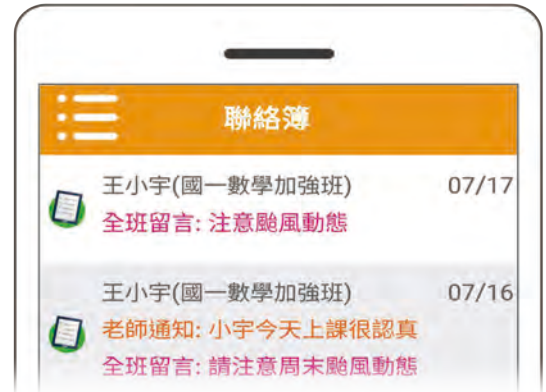 聯絡簿
王小宇(國一數學加強班) 07/17
全班留言: 注意颱風動態
王小宇(國一數學加強班) 07/16
老師通知: 小宇今天上課很認真
全班留言: 請注意周末颱風動態